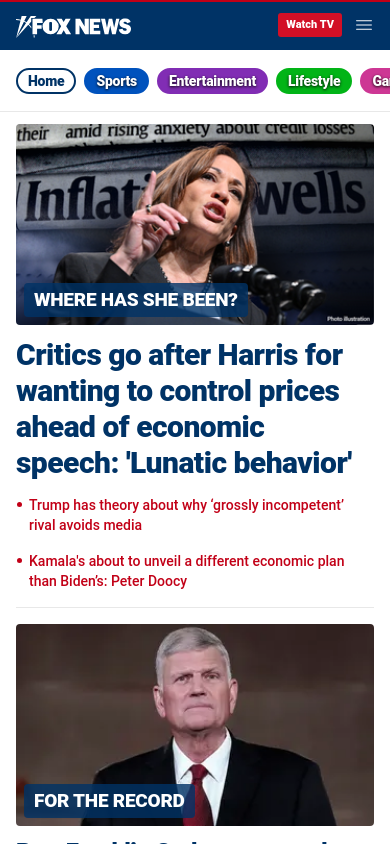 FOX NEWS
Watch TV
Home
Sports
Entertainment
Lifestyle
their amid rising anxiety about credit losses
Inflati
wells
WHERE HAS SHE BEEN?
Photo illustration
Critics go after Harris for
wanting to control prices
ahead of economic
speech: 'Lunatic behavior'
• Trump has theory about why ‘grossly incompetent’
rival avoids media
• Kamala's about to unveil a different economic plan
than Biden’s: Peter Doocy
FOR THE RECORD